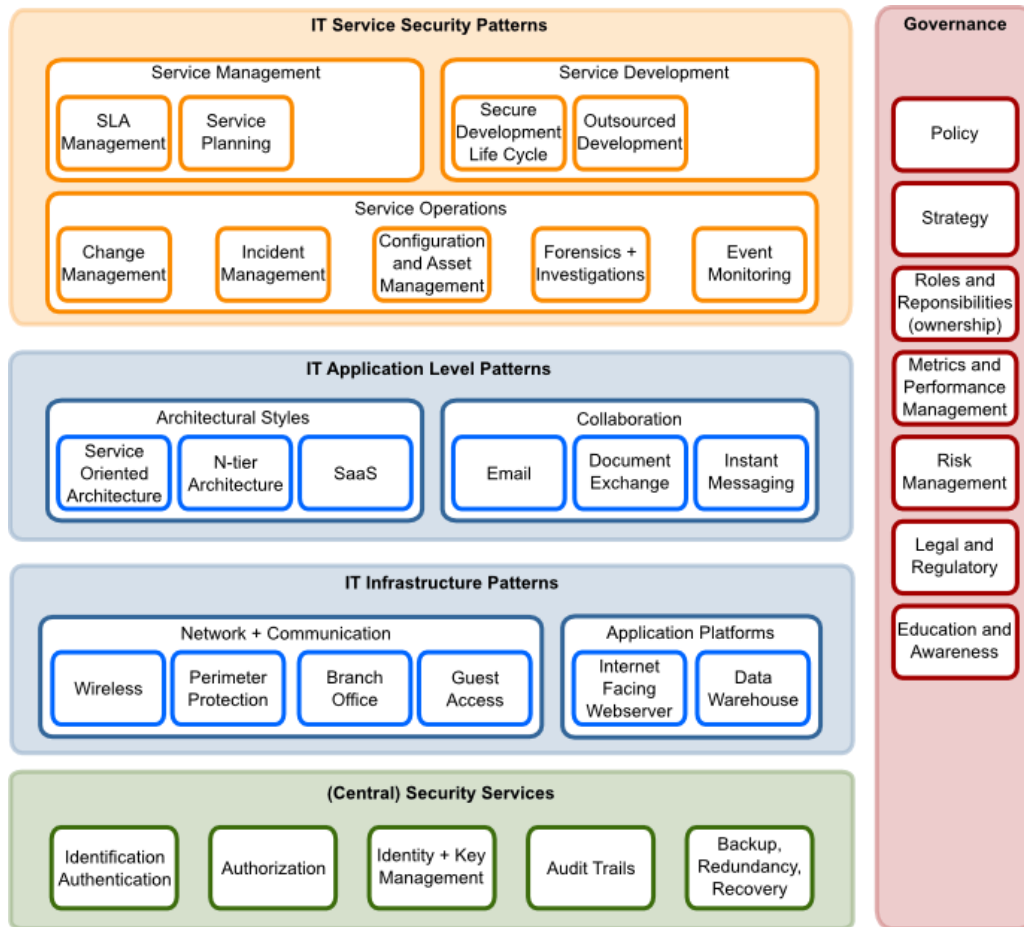 IT Service Security Patterns
Service Management
SLA
Management
Service
Planning
Service Development
Secure
Development
Life Cycle
Outsourced
Development
Service Operations
Change
Management
Incident
Management
Configuration
and Asset
Management
Forensics +
Investigations
Event
Monitoring
IT Application Level Patterns
Architectural Styles
Service
Oriented
Architecture
N-tier
Architecture
SaaS
Collaboration
Email
Document
Exchange
Instant
Messaging
IT Infrastructure Patterns
Network + Communication
Wireless
Perimeter
Protection
Branch
Office
Guest
Access
Application Platforms
Internet
Facing
Webserver
Data
Warehouse
(Central) Security Services
Identification
Authentication
Authorization
Identity + Key
Management
Audit Trails
Backup,
Redundancy,
Recovery
Governance
Policy
Strategy
Roles and
Reponsibilities
(ownership)
Metrics and
Performance
Management
Risk
Management
Legal and
Regulatory
Education and
Awareness